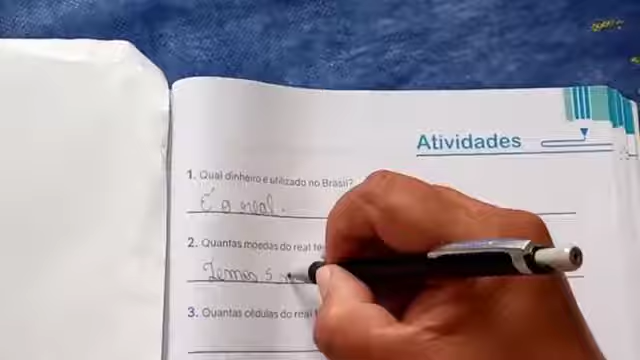 Atividades
1. Qual dinheiro é utilizado no Brasil?
É o real.
2. Quantas moedas do real
Temos 5
3. Quantas cédulas do real